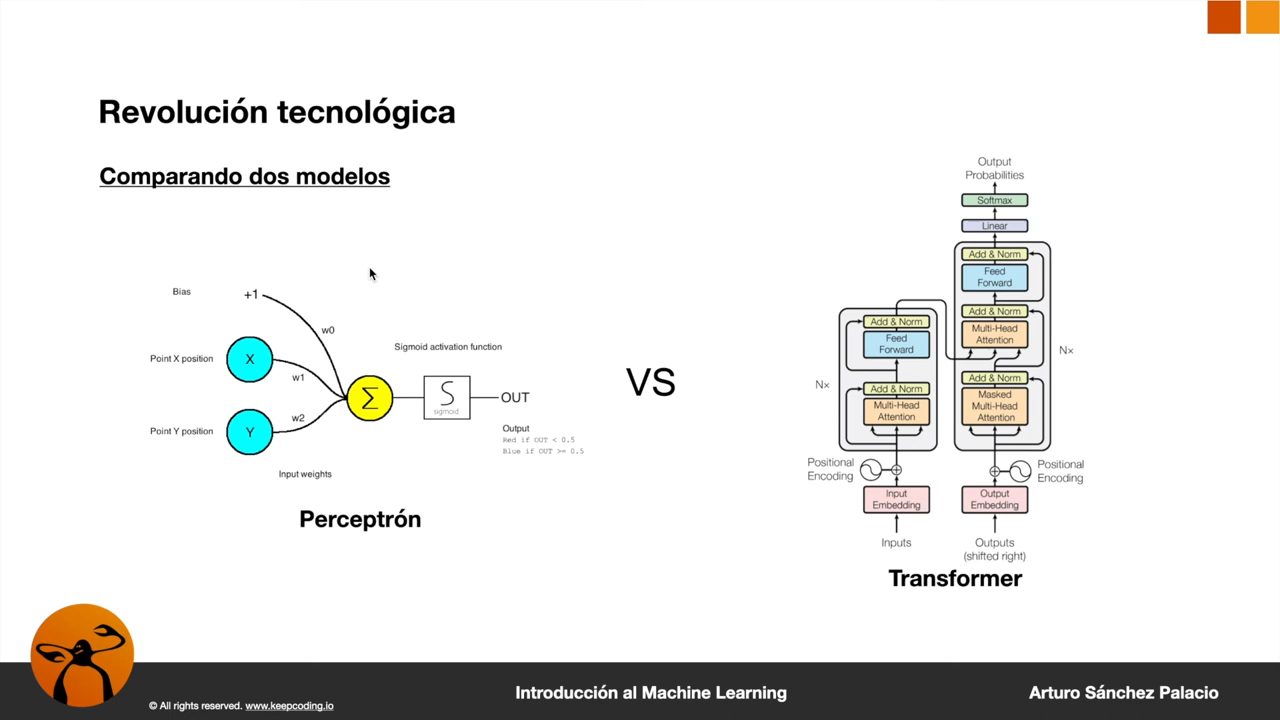 Revolución tecnológica
Comparando dos modelos
Bias
+1
w0
Point X position
X
w1
Sigmoid activation function
Σ
S
sigmoid
OUT
Point Y position
Y
w2
Output
Red if OUT < 0.5
Blue if OUT >= 0.5
Input weights
Perceptrón
VS
Output
Probabilities
Softmax
Linear
Add & Norm
Feed
Forward
Add & Norm
Multi-Head
Attention
Nx
Add & Norm
Masked
Multi-Head
Attention
Add & Norm
Feed
Forward
Nx
Add & Norm
Multi-Head
Attention
Positional
Encoding
Positional
Encoding
Input
Embedding
Output
Embedding
Inputs
Outputs
(shifted right)
Transformer
© All rights reserved. www.keepcoding.io
Introducción al Machine Learning
Arturo Sánchez Palacio